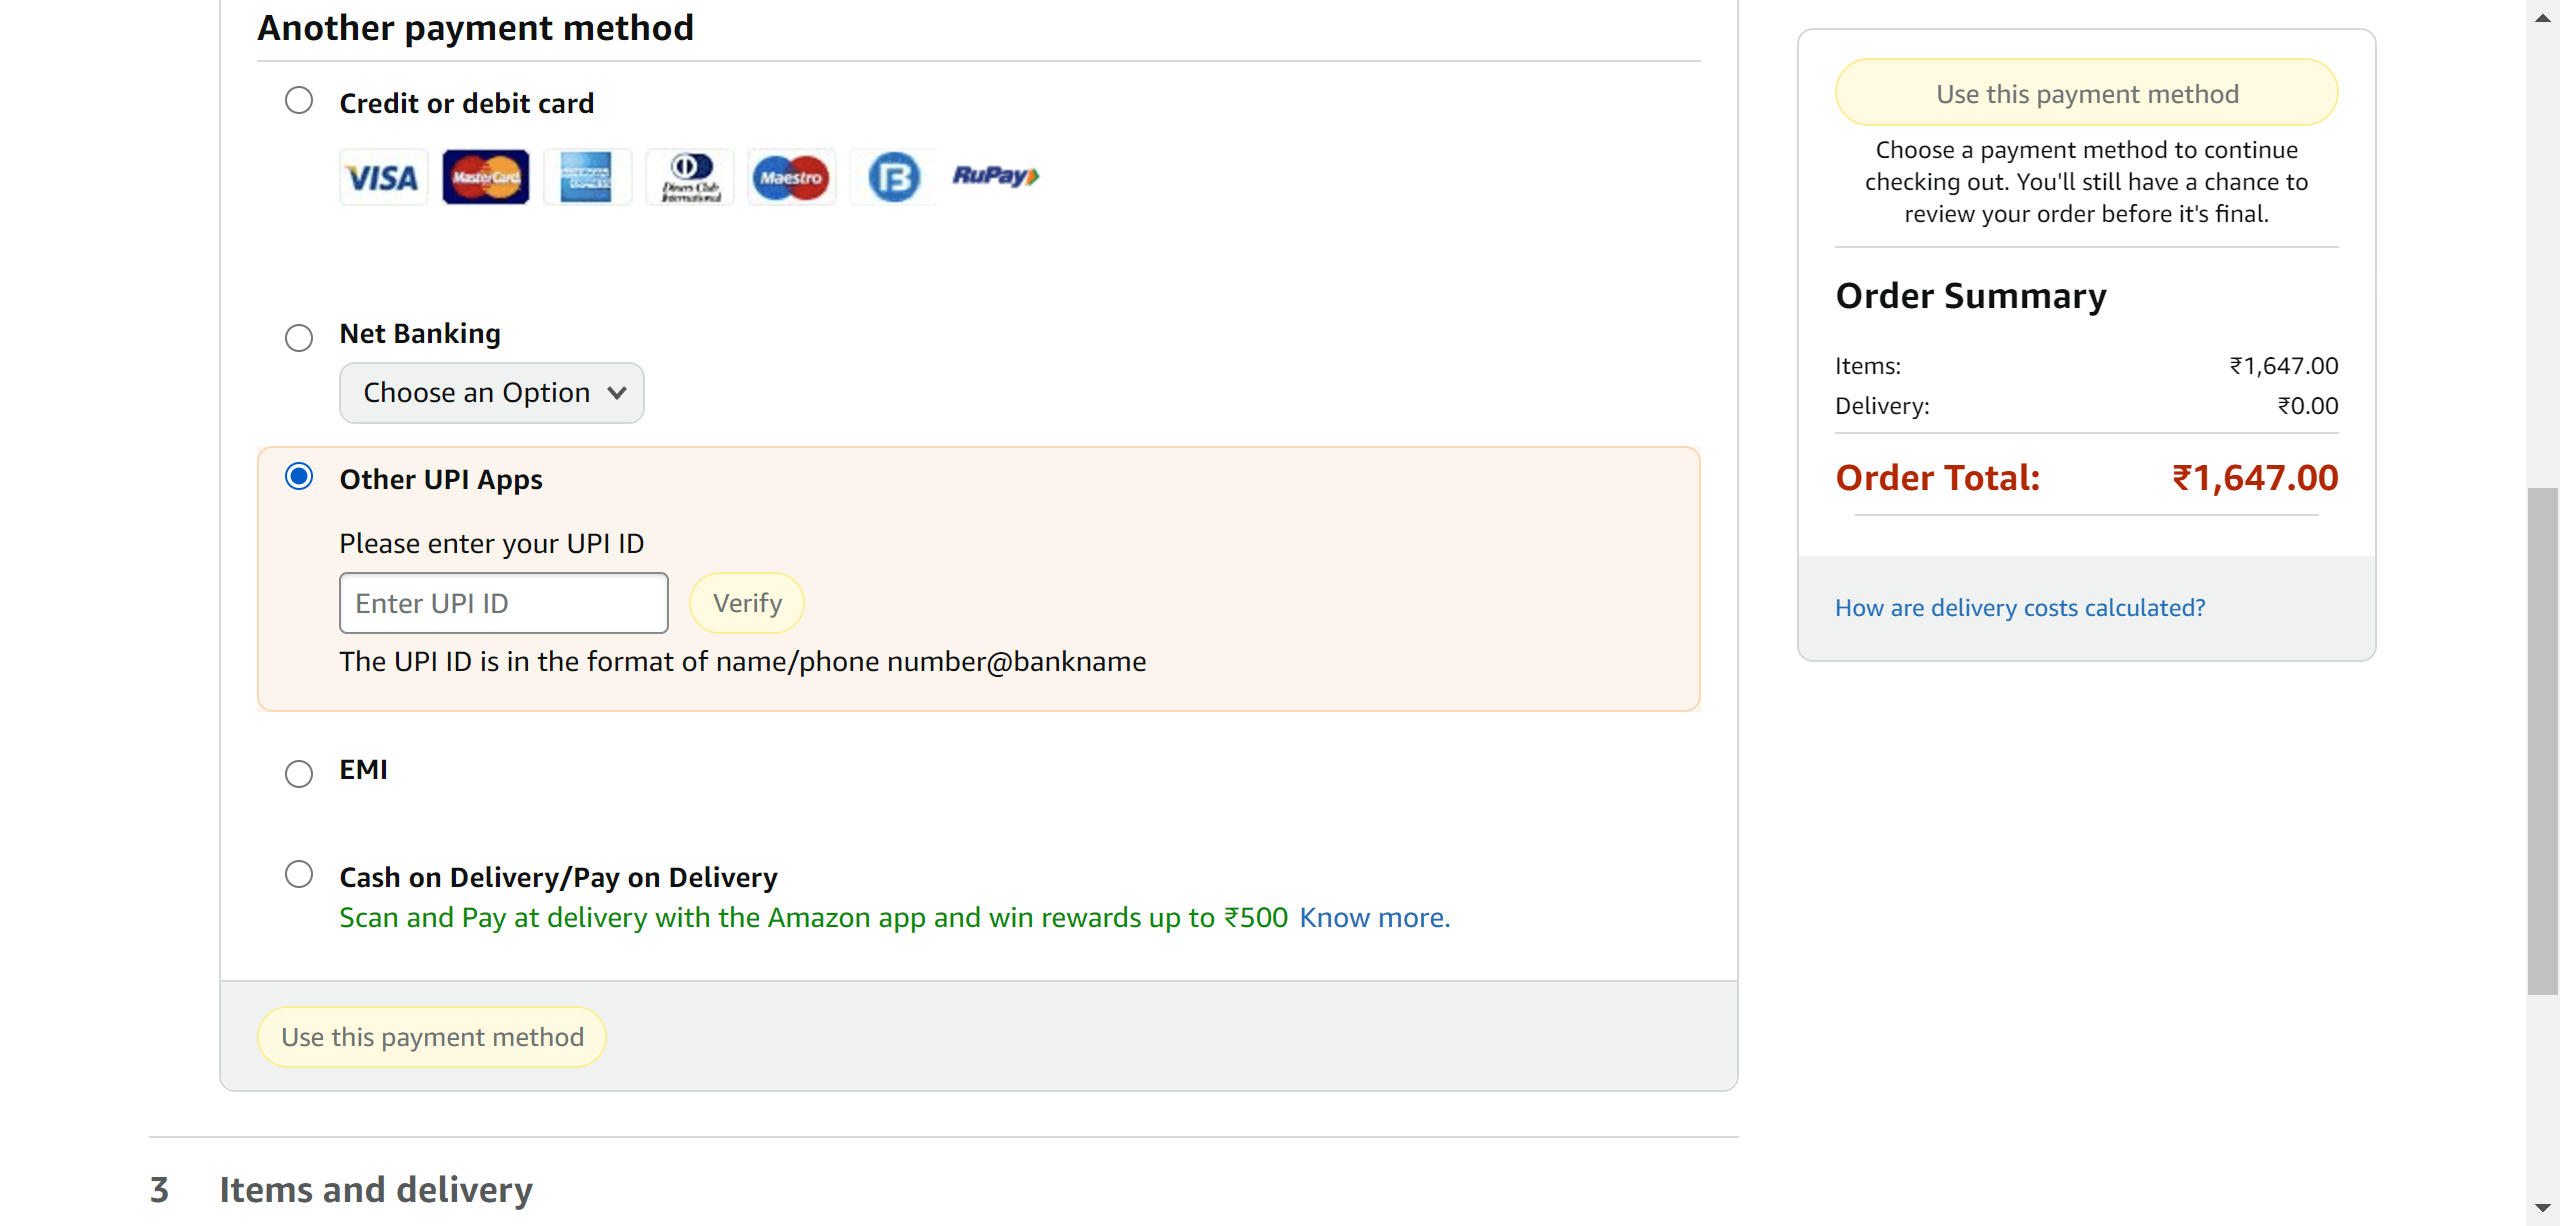 Another payment method
Credit or debit card
VISA MasterCard AMERICAN EXPRESS Diners Club International Maestro B RuPay
Net Banking
Choose an Option
Other UPI Apps
Please enter your UPI ID
Enter UPI ID Verify
The UPI ID is in the format of name/phone number@bankname
EMI
Cash on Delivery/Pay on Delivery
Scan and Pay at delivery with the Amazon app and win rewards up to ₹500 Know more.
Use this payment method
3 Items and delivery
Use this payment method
Choose a payment method to continue
checking out. You'll still have a chance to
review your order before it's final.
Order Summary
Items: ₹1,647.00
Delivery: ₹0.00
Order Total: ₹1,647.00
How are delivery costs calculated?